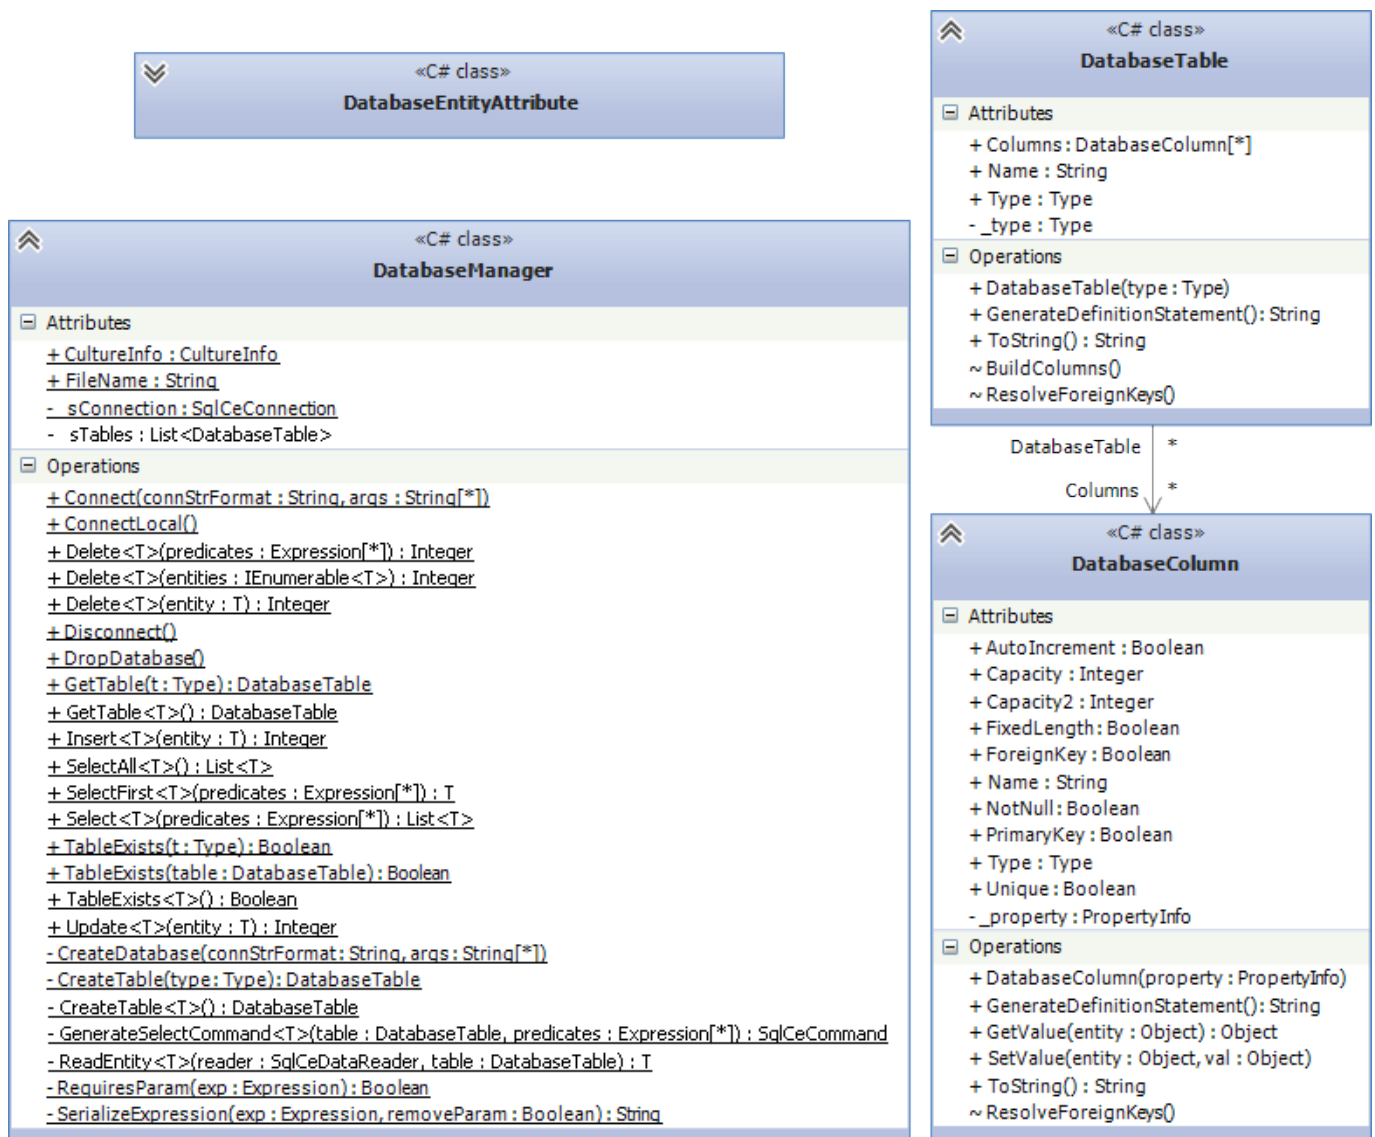 «C# class»
DatabaseEntityAttribute
«C# class»
DatabaseManager
Attributes
+ CultureInfo : CultureInfo
+ FileName : String
- _sConnection : SqlCeConnection
- _sTables : List<DatabaseTable>
Operations
+ Connect(connStrFormat : String, args : String[*])
+ ConnectLocal()
+ Delete<T>(predicates : Expression[*]) : Integer
+ Delete<T>(entities : IEnumerable<T>) : Integer
+ Delete<T>(entity : T) : Integer
+ Disconnect()
+ DropDatabase()
+ GetTable(t : Type) : DatabaseTable
+ GetTable<T>() : DatabaseTable
+ Insert<T>(entity : T) : Integer
+ SelectAll<T>() : List<T>
+ SelectFirst<T>(predicates : Expression[*]) : T
+ Select<T>(predicates : Expression[*]) : List<T>
+ TableExists(t : Type) : Boolean
+ TableExists(table : DatabaseTable) : Boolean
+ TableExists<T>() : Boolean
+ Update<T>(entity : T) : Integer
- CreateDatabase(connStrFormat : String, args : String[*])
- CreateTable(type : Type) : DatabaseTable
- CreateTable<T>() : DatabaseTable
- GenerateSelectCommand<T>(table : DatabaseTable, predicates : Expression[*]) : SqlCeCommand
- ReadEntity<T>(reader : SqlCeDataReader, table : DatabaseTable) : T
- RequiresParam(exp : Expression) : Boolean
- SerializeExpression(exp : Expression, removeParam : Boolean) : String
«C# class»
DatabaseTable
Attributes
+ Columns : DatabaseColumn[*]
+ Name : String
+ Type : Type
- _type : Type
Operations
+ DatabaseTable(type : Type)
+ GenerateDefinitionStatement() : String
+ ToString() : String
~ BuildColumns()
~ ResolveForeignKeys()
DatabaseTable *
Columns *
«C# class»
DatabaseColumn
Attributes
+ AutoIncrement : Boolean
+ Capacity : Integer
+ Capacity2 : Integer
+ FixedLength : Boolean
+ ForeignKey : Boolean
+ Name : String
+ NotNull : Boolean
+ PrimaryKey : Boolean
+ Type : Type
+ Unique : Boolean
- _property : PropertyInfo
Operations
+ DatabaseColumn(property : PropertyInfo)
+ GenerateDefinitionStatement() : String
+ GetValue(entity : Object) : Object
+ SetValue(entity : Object, val : Object)
+ ToString() : String
~ ResolveForeignKeys()